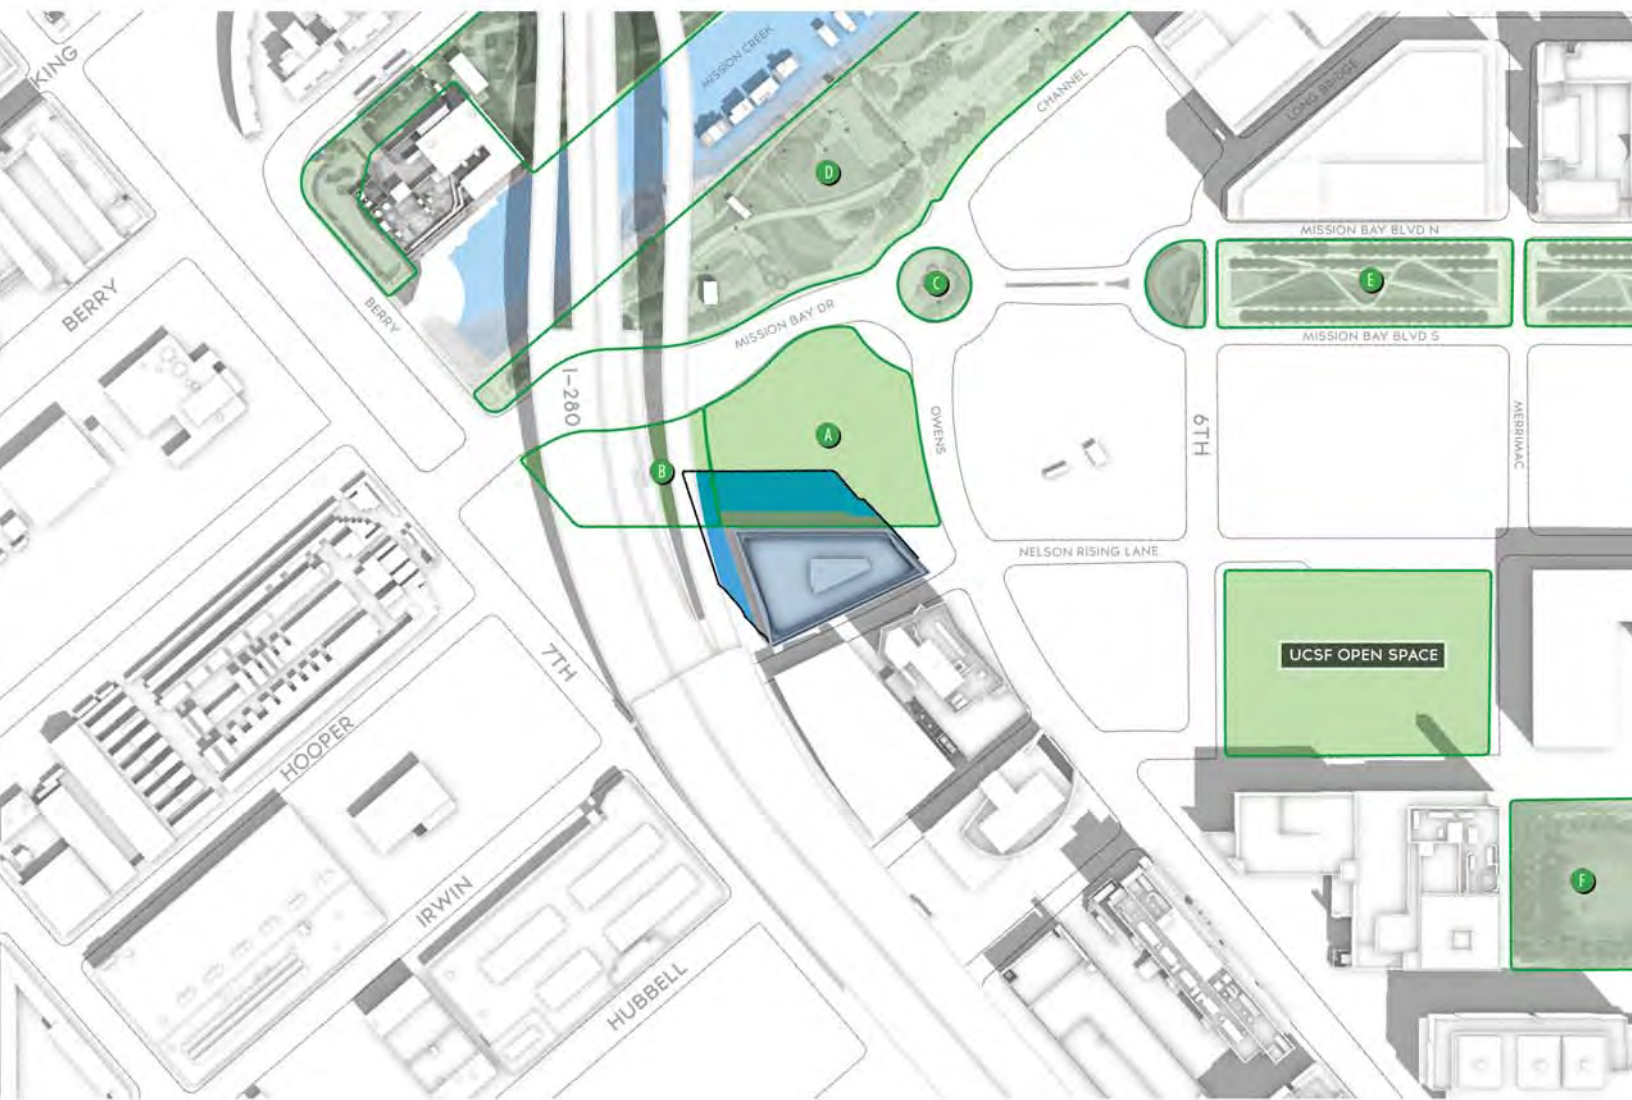 KING
MISSION CREEK
CHANNEL
LONG BRIDGE
D
MISSION BAY BLVD N
C
E
BERRY
BERRY
MISSION BAY DR
MISSION BAY BLVD S
I-280
A
OWENS
6TH
MERRIMAC
B
NELSON RISING LANE
UCSF OPEN SPACE
7TH
HOOPER
F
IRWIN
HUBBELL